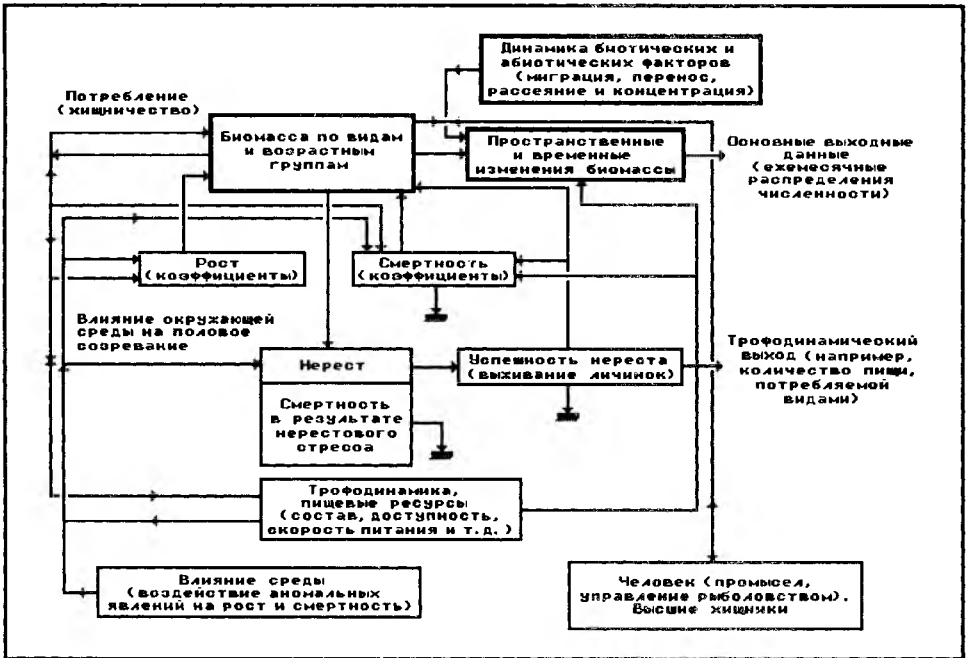 Динамика биотических и
абиотических факторов
(миграция, перенос,
рассеяние и концентрация)
Потребление
(хищничество)
Биомасса по видам
и возрастным
группам
Пространственные
и временные
изменения биомассы
Основные выходные
данные
(ежемесячные
распределения
численности)
Рост
(коэффициенты)
Смертность
(коэффициенты)
Влияние окружающей
среды на половое
созревание
Нерест
Успешность нереста
(выживание личинок)
Трофодинамический
выход (например,
количество пищи,
потребляемой
видами)
Смертность
в результате
нерестового
стресса
Трофодинамика,
пищевые ресурсы
(состав, доступность,
скорость питания и т.д.)
Влияние среды
(воздействие аномальных
явлений на рост и смертность)
Человек (промысел,
управление рыболовством).
Высшие хищники